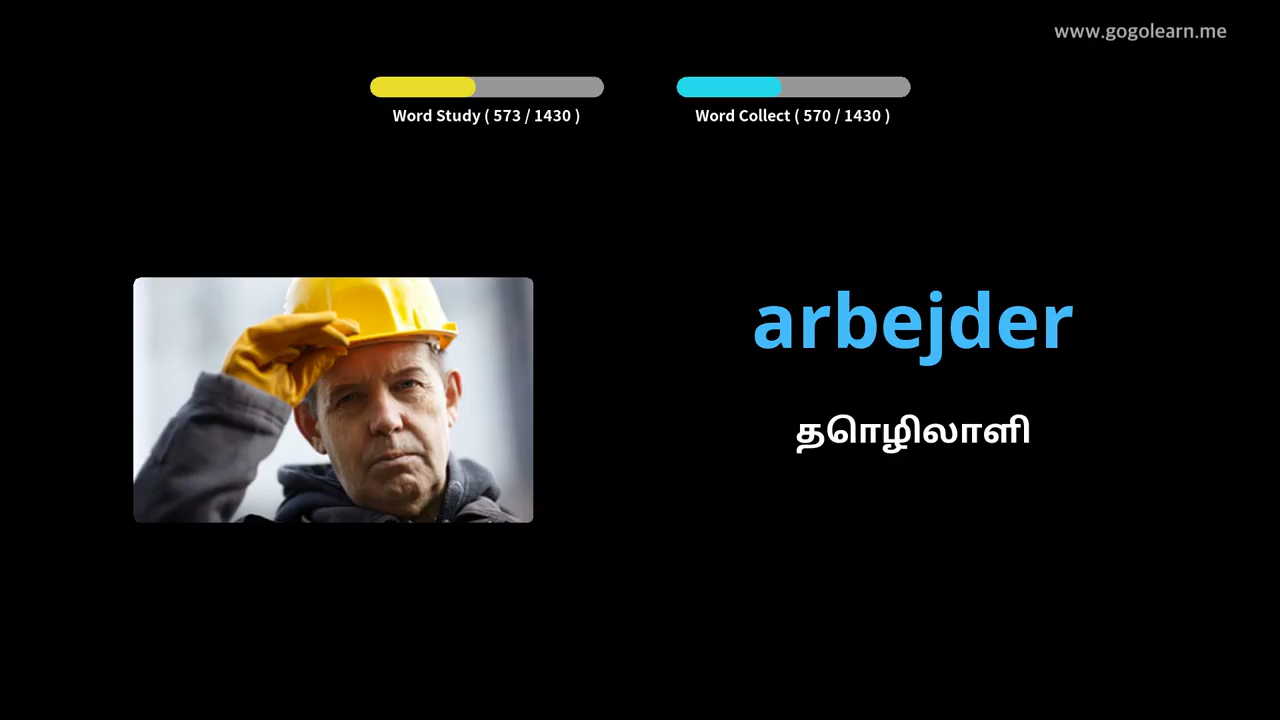 www.gogolearn.me
Word Study ( 573 / 1430 )
Word Collect ( 570 / 1430 )
arbejder
தொழிலாளி